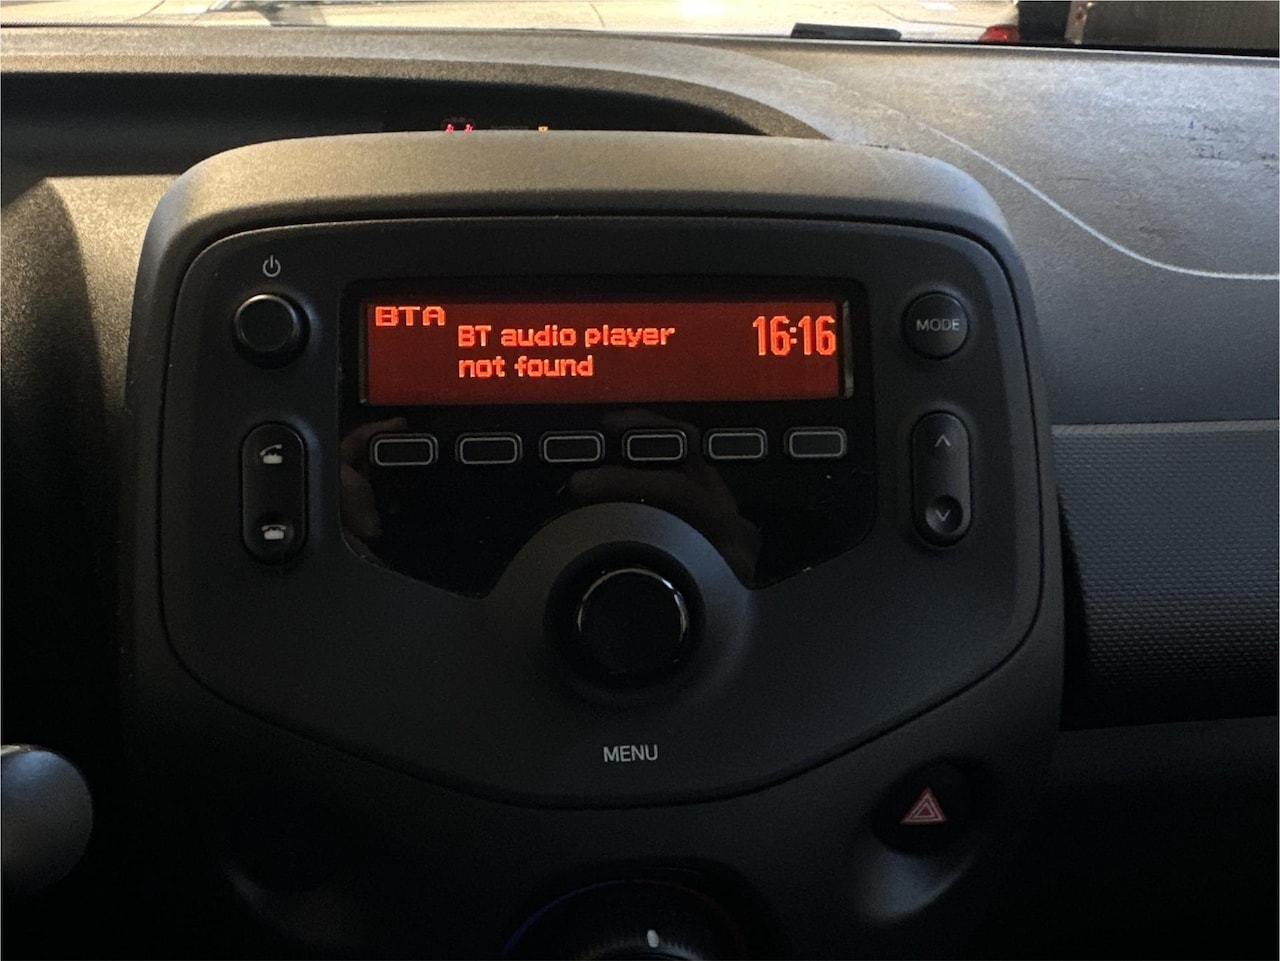 BTA
BT audio player
not found
16:16
MODE
MENU